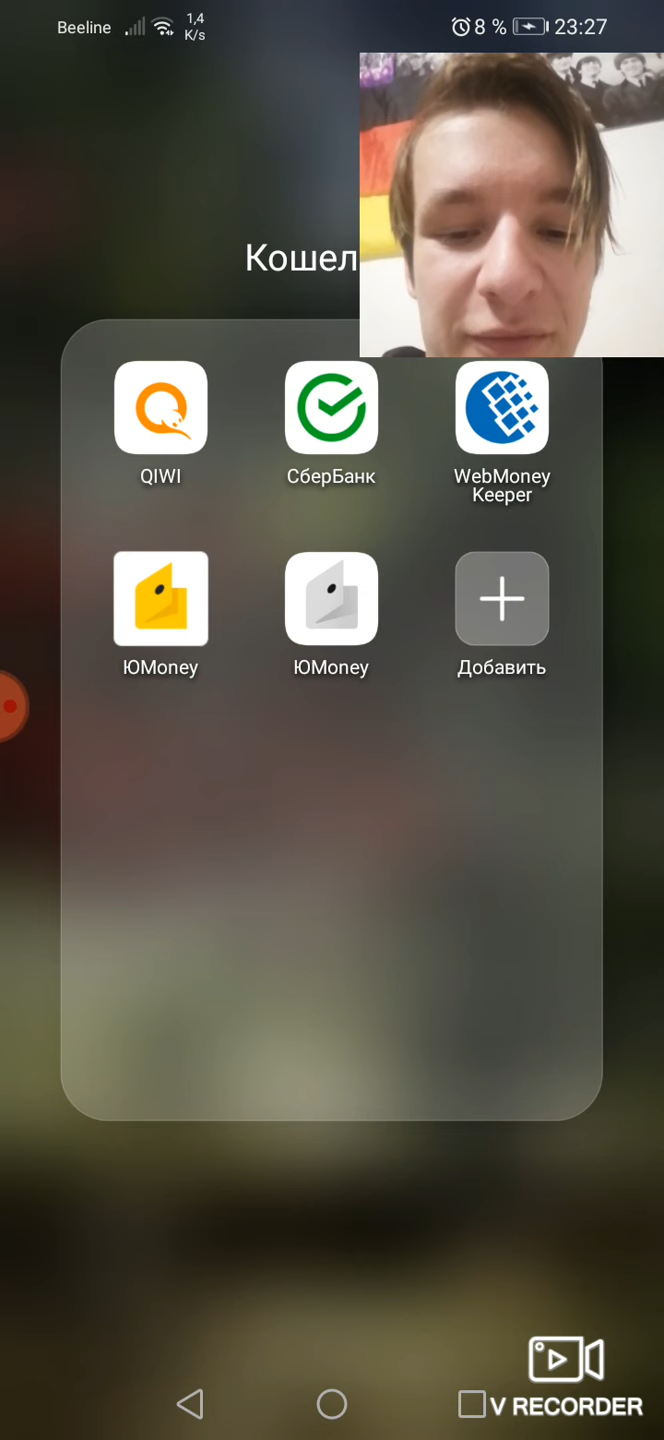 Beeline
1,4
K/s
8 %
23:27
Кошел
QIWI
СберБанк
WebMoney
Keeper
ЮMoney
ЮMoney
Добавить
V RECORDER